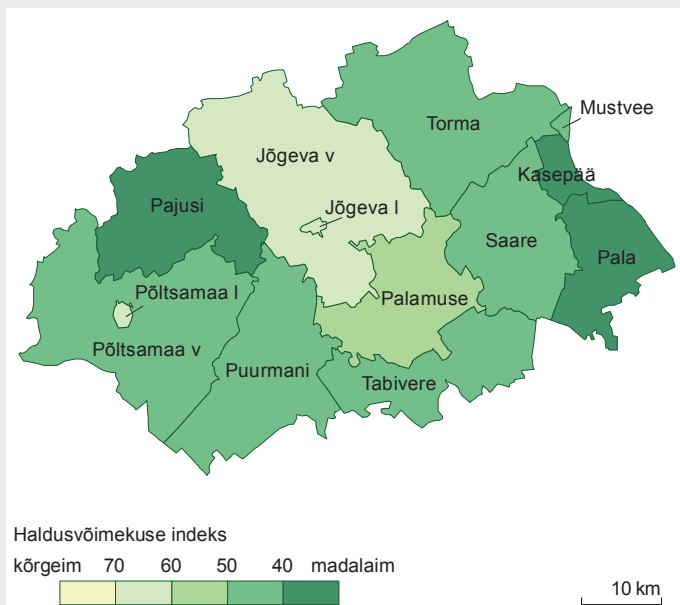 Mustvee
Torma
Jõgeva v
Kasepää
Pajusi
Jõgeva l
Saare
Pala
Põltsamaa l
Palamuse
Põltsamaa v
Puurmani
Tabivere
Haldusvõimekuse indeks
kõrgeim 70 60 50 40 madalaim
10 km